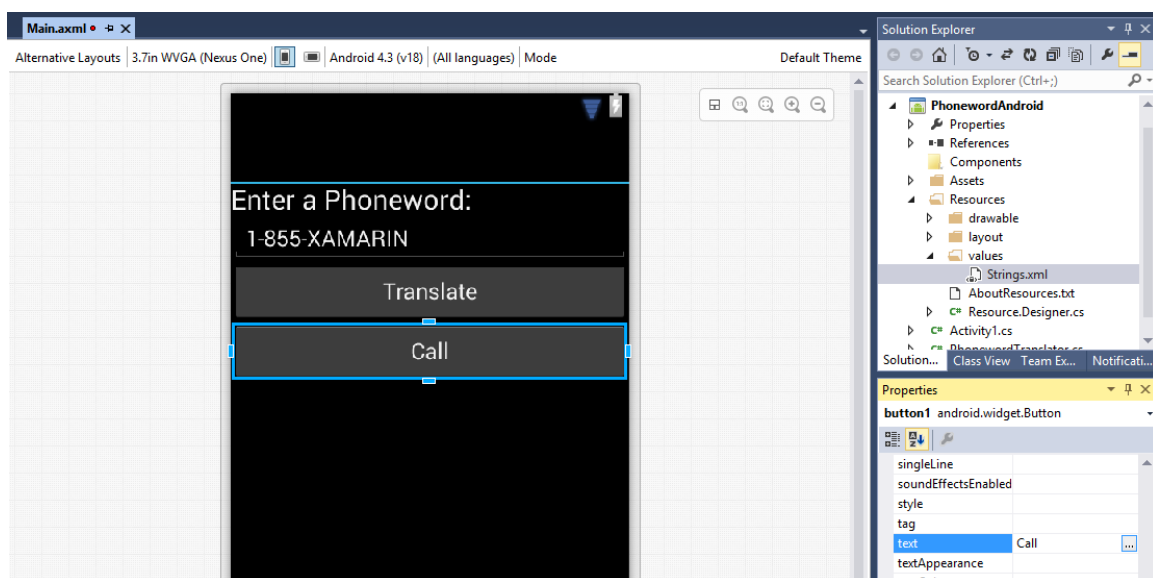 Main.axml
Alternative Layouts 3.7in WVGA (Nexus One) Android 4.3 (v18) (All languages) Mode Default Theme
Enter a Phoneword:
1-855-XAMARIN
Translate
Call
Solution Explorer
Search Solution Explorer (Ctrl+;)
PhonewordAndroid
Properties
References
Components
Assets
Resources
drawable
layout
values
Strings.xml
AboutResources.txt
C# Resource.Designer.cs
C# Activity1.cs
C# PhonewordTranslator.cs
Solution... Class View Team Ex... Notificati...
Properties
button1 android.widget.Button
singleLine
soundEffectsEnabled
style
tag
text Call ...
textAppearance